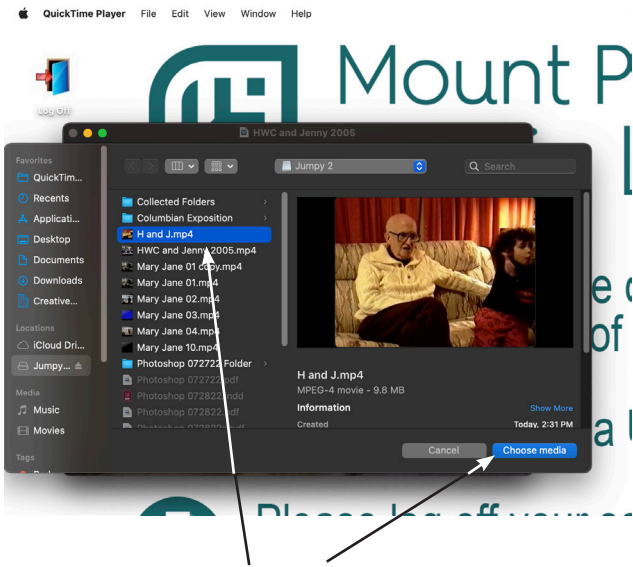 QuickTime Player File Edit View Window Help
Mount P
Log Off
L
HWC and Jenny 2005
Favorites
Jumpy 2
Search
QuickTim...
Recents
Applicati...
Desktop
Documents
Downloads
Creative...
Locations
iCloud Dri...
Jumpy...
Media
Music
Movies
Tags
Collected Folders
Columbian Exposition
H and J.mp4
HWC and Jenny 2005.mp4
Mary Jane 01 copy.mp4
Mary Jane 01.mp4
Mary Jane 02.mp4
Mary Jane 03.mp4
Mary Jane 04.mp4
Mary Jane 10.mp4
Photoshop 072722 Folder
Photoshop 072722.pdf
Photoshop 072822.indd
Photoshop 072822.pdf
H and J.mp4
MPEG-4 movie - 9.8 MB
Information Show More
Created Today, 2:31 PM
Cancel Choose media
of
a
Please log off your